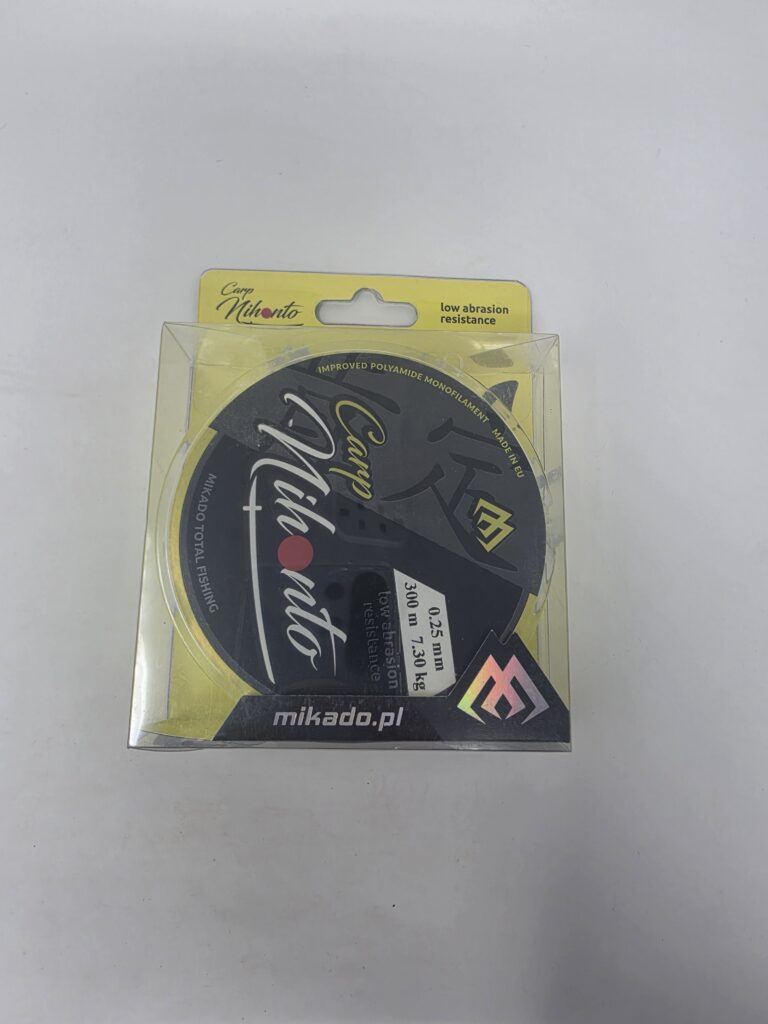 Carp
Nihonto
low abrasion
resistance
IMPROVED POLYAMIDE MONOFILAMENT MADE IN EU
Carp
Nihonto
MIKADO TOTAL FISHING
low abrasion
resistance
0.25 mm
300 m 7.30 kg
mikado.pl